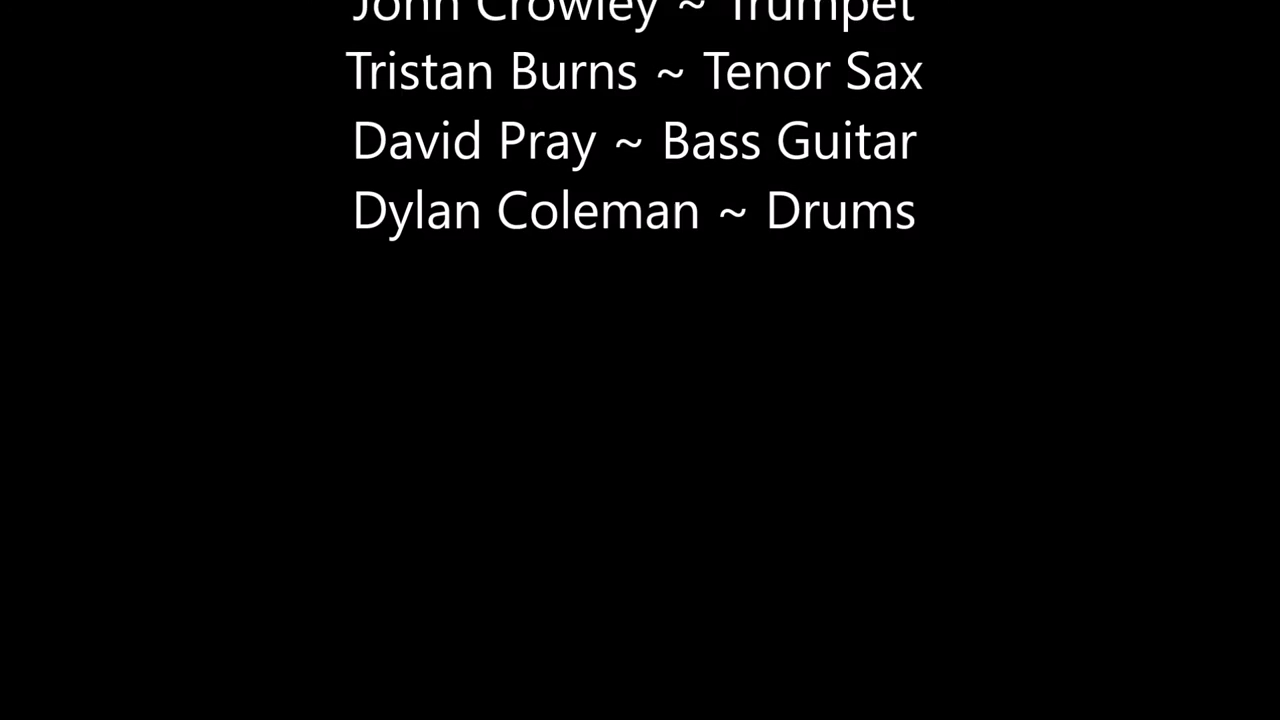 John Crowley ~ Trumpet
Tristan Burns ~ Tenor Sax
David Pray ~ Bass Guitar
Dylan Coleman ~ Drums